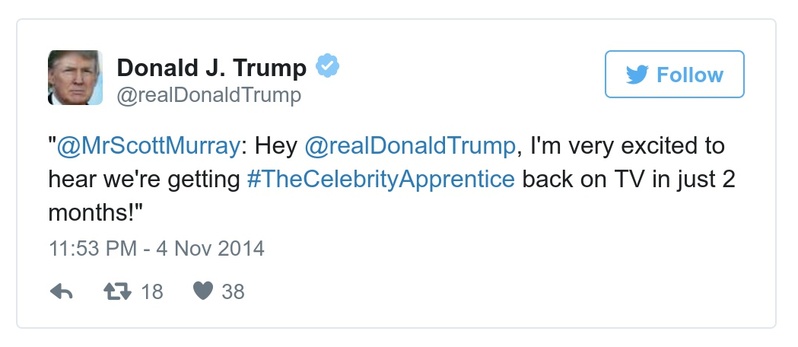 Donald J. Trump
@realDonaldTrump
Follow
"@MrScottMurray: Hey @realDonaldTrump, I'm very excited to
hear we're getting #TheCelebrityApprentice back on TV in just 2
months!"
11:53 PM - 4 Nov 2014
18 38